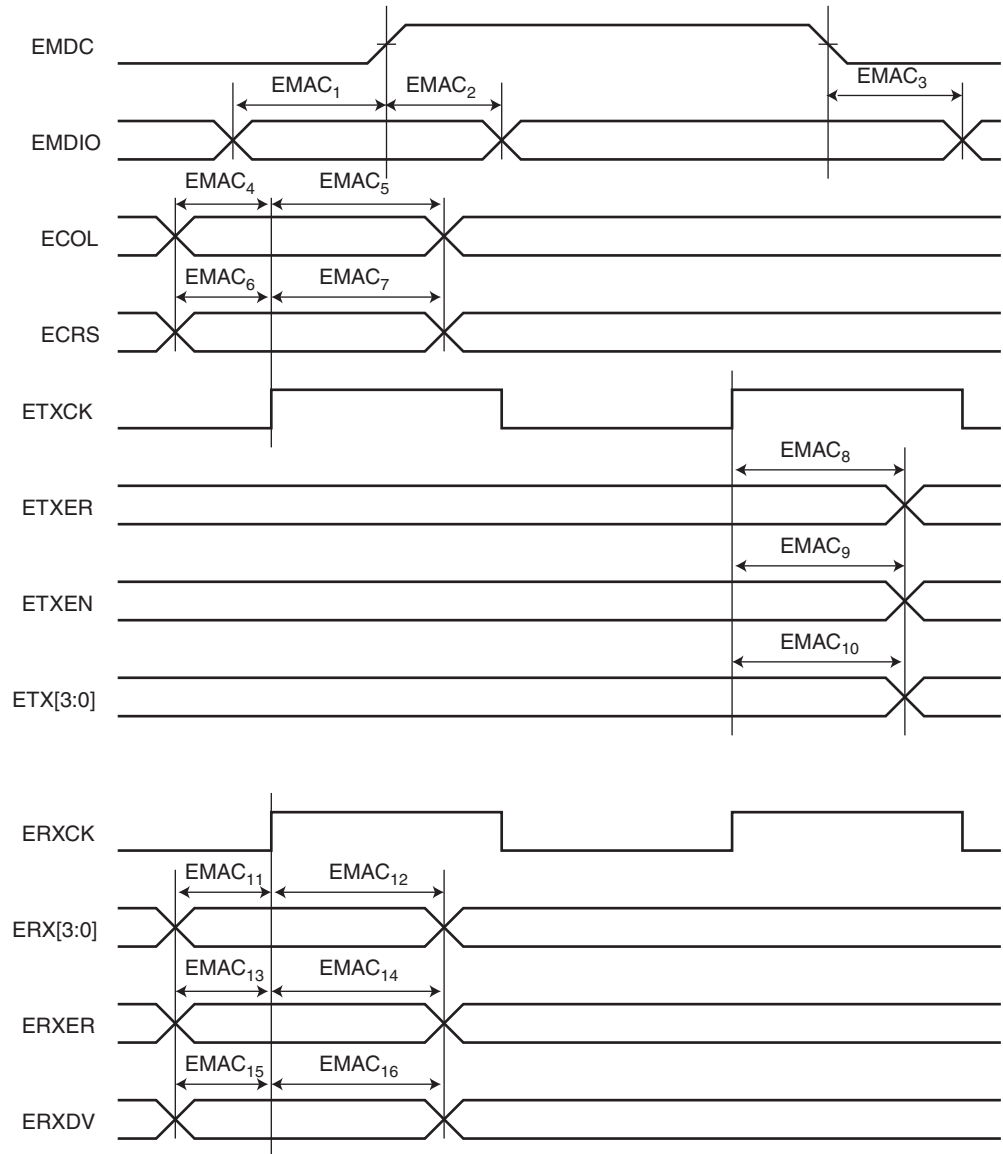 EMDC
EMAC₁ EMAC₂ EMAC₃
EMDIO
EMAC₄ EMAC₅
ECOL
EMAC₆ EMAC₇
ECRS
ETXCK
EMAC₈
ETXER
EMAC₉
ETXEN
EMAC₁₀
ETX[3:0]
ERXCK
EMAC₁₁ EMAC₁₂
ERX[3:0]
EMAC₁₃ EMAC₁₄
ERXER
EMAC₁₅ EMAC₁₆
ERXDV